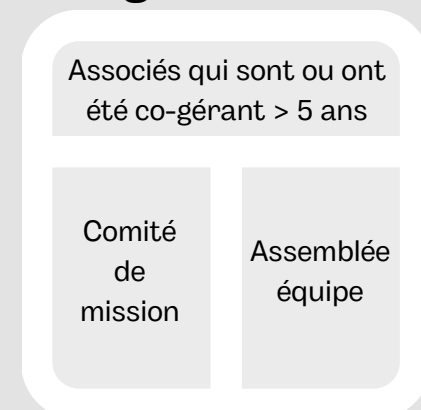 Associés qui sont ou ont
été co-gérant > 5 ans
Comité
de
mission
Assemblée
équipe